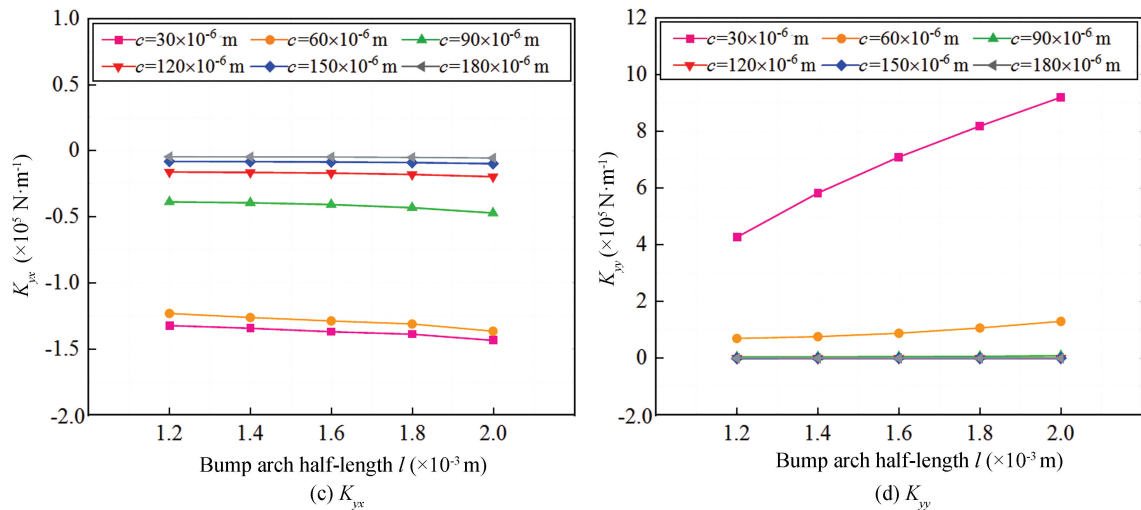 1.0
0.5
0
-0.5
-1.0
-1.5
-2.0
K_yx (×10⁵ N·m⁻¹)
c=30×10⁻⁶ m c=60×10⁻⁶ m c=90×10⁻⁶ m
c=120×10⁻⁶ m c=150×10⁻⁶ m c=180×10⁻⁶ m
1.2 1.4 1.6 1.8 2.0
Bump arch half-length l (×10⁻³ m)
(c) K_yx
12
10
8
6
4
2
0
-2.0
K_yy (×10⁵ N·m⁻¹)
c=30×10⁻⁶ m c=60×10⁻⁶ m c=90×10⁻⁶ m
c=120×10⁻⁶ m c=150×10⁻⁶ m c=180×10⁻⁶ m
1.2 1.4 1.6 1.8 2.0
Bump arch half-length l (×10⁻³ m)
(d) K_yy